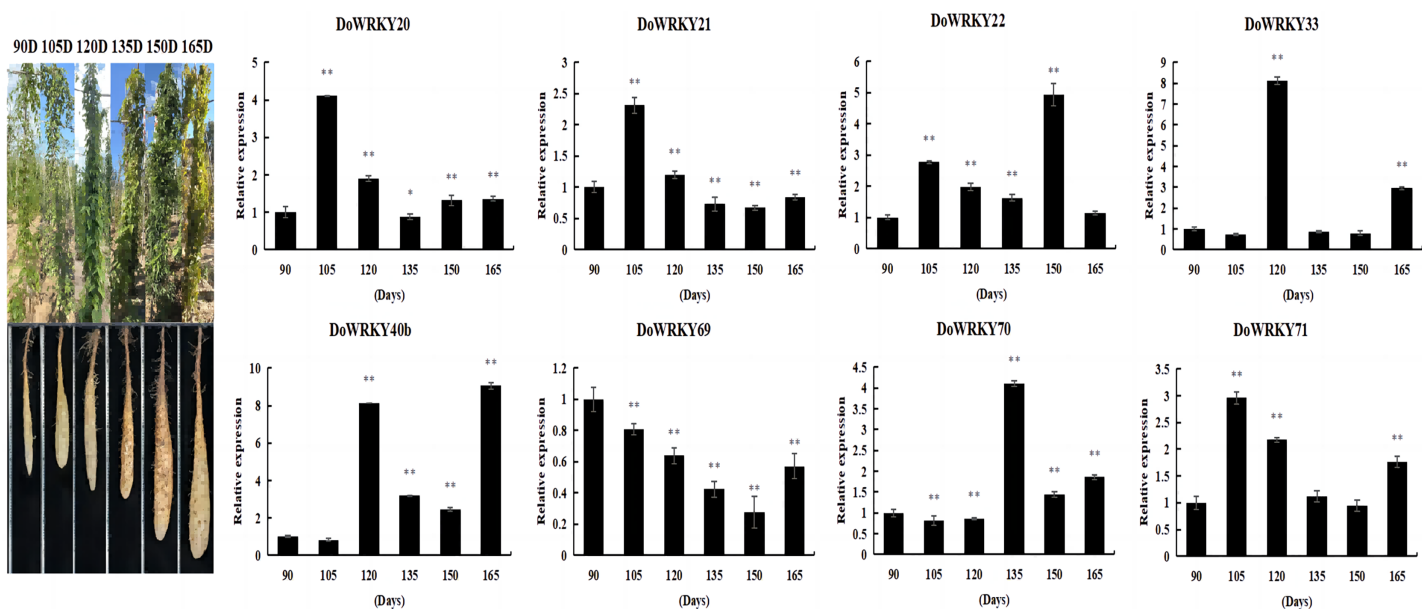 90D 105D 120D 135D 150D 165D
DoWRKY20
Relative expression
5
4
3
2
1
0
**
**
*
**
**
90 105 120 135 150 165
(Days)
DoWRKY21
Relative expression
3
2.5
2
1.5
1
0.5
0
**
**
**
**
**
90 105 120 135 150 165
(Days)
DoWRKY22
Relative expression
6
5
4
3
2
1
0
**
**
**
**
90 105 120 135 150 165
(Days)
DoWRKY33
Relative expression
9
8
7
6
5
4
3
2
1
0
**
**
90 105 120 135 150 165
(Days)
DoWRKY40b
Relative expression
10
8
6
4
2
0
**
**
**
**
90 105 120 135 150 165
(Days)
DoWRKY69
Relative expression
1.2
1
0.8
0.6
0.4
0.2
0
**
**
**
**
**
90 105 120 135 150 165
(Days)
DoWRKY70
Relative expression
4.5
4
3.5
3
2.5
2
1.5
1
0.5
0
**
**
**
**
**
90 105 120 135 150 165
(Days)
DoWRKY71
Relative expression
3.5
3
2.5
2
1.5
1
0.5
0
**
**
**
90 105 120 135 150 165
(Days)